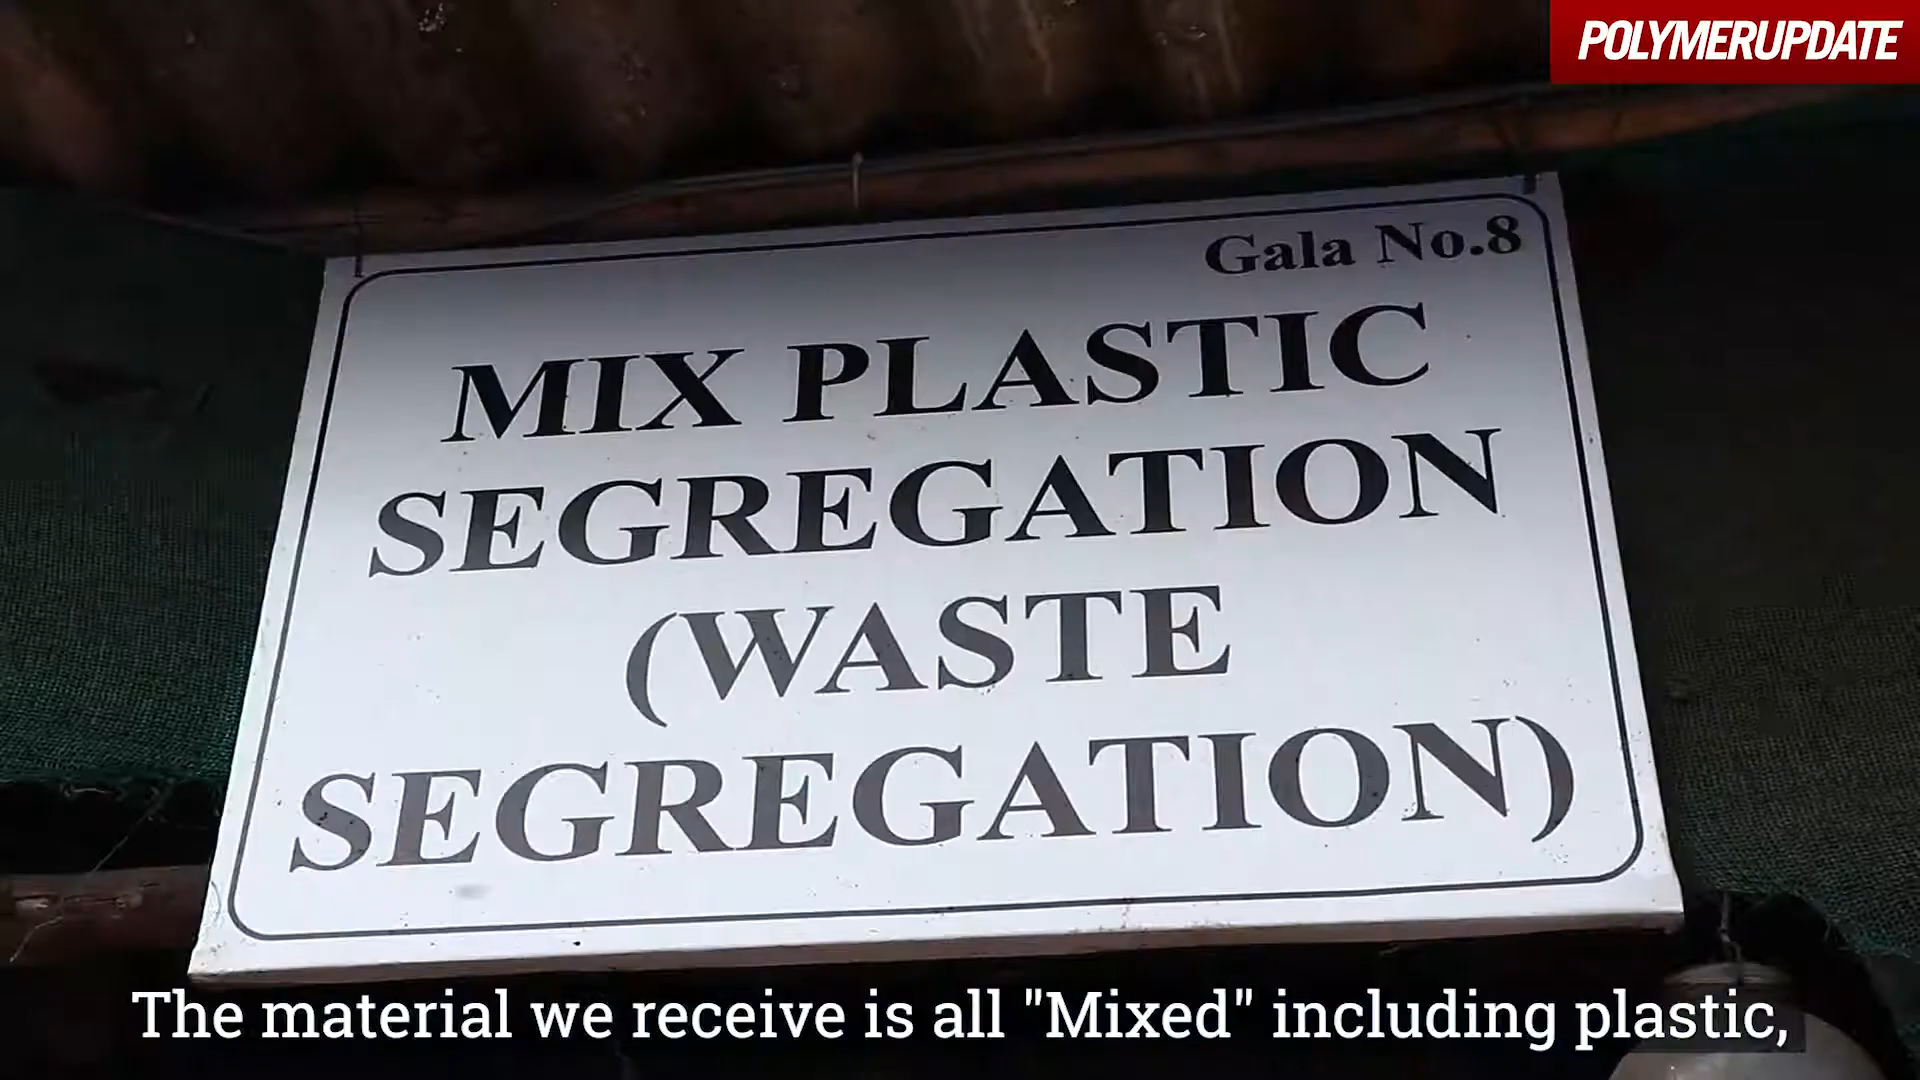 POLYMERUPDATE
Gala No.8
MIX PLASTIC
SEGREGATION
(WASTE
SEGREGATION)
The material we receive is all "Mixed" including plastic,